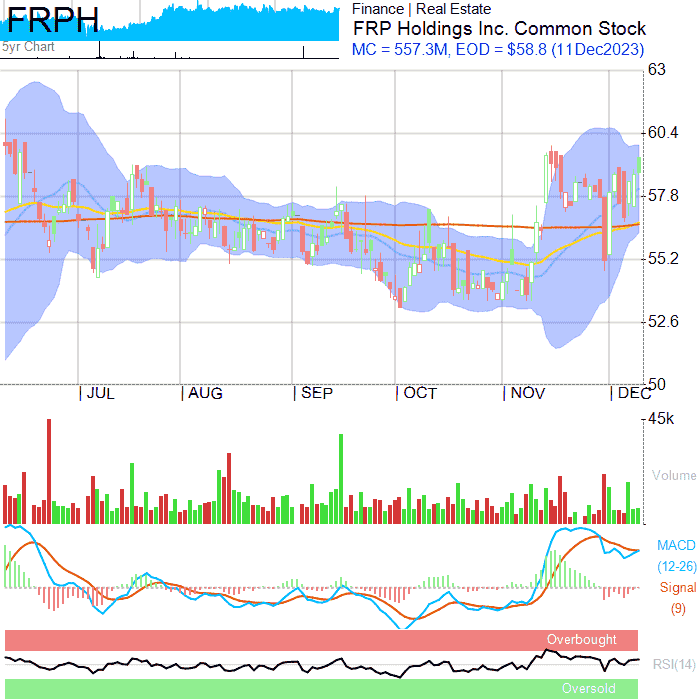 FRPH
5yr Chart
Finance | Real Estate
FRP Holdings Inc. Common Stock
MC = 557.3M, EOD = $58.8 (11Dec2023)
63
60.4
57.8
55.2
52.6
50
JUL
AUG
SEP
OCT
NOV
DEC
45k
Volume
MACD
(12-26)
Signal
(9)
Overbought
RSI(14)
Oversold